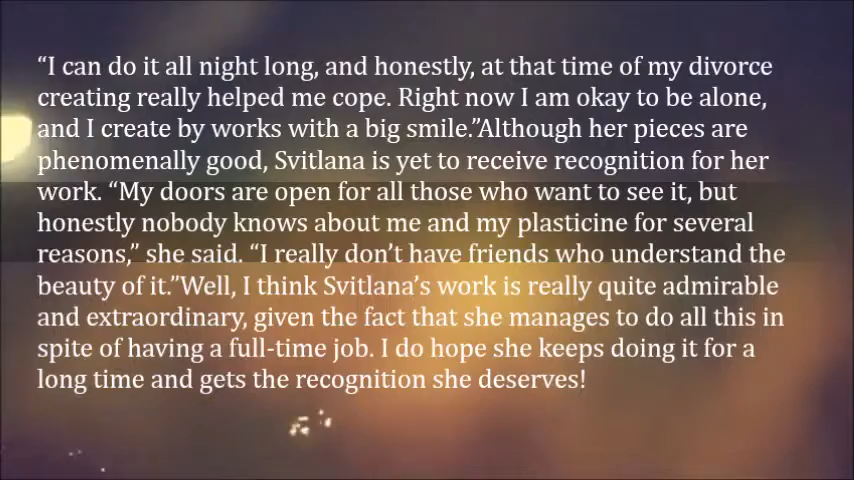 “I can do it all night long, and honestly, at that time of my divorce
creating really helped me cope. Right now I am okay to be alone,
and I create by works with a big smile.”Although her pieces are
phenomenally good, Svitlana is yet to receive recognition for her
work. “My doors are open for all those who want to see it, but
honestly nobody knows about me and my plasticine for several
reasons,” she said. “I really don’t have friends who understand the
beauty of it.”Well, I think Svitlana’s work is really quite admirable
and extraordinary, given the fact that she manages to do all this in
spite of having a full-time job. I do hope she keeps doing it for a
long time and gets the recognition she deserves!